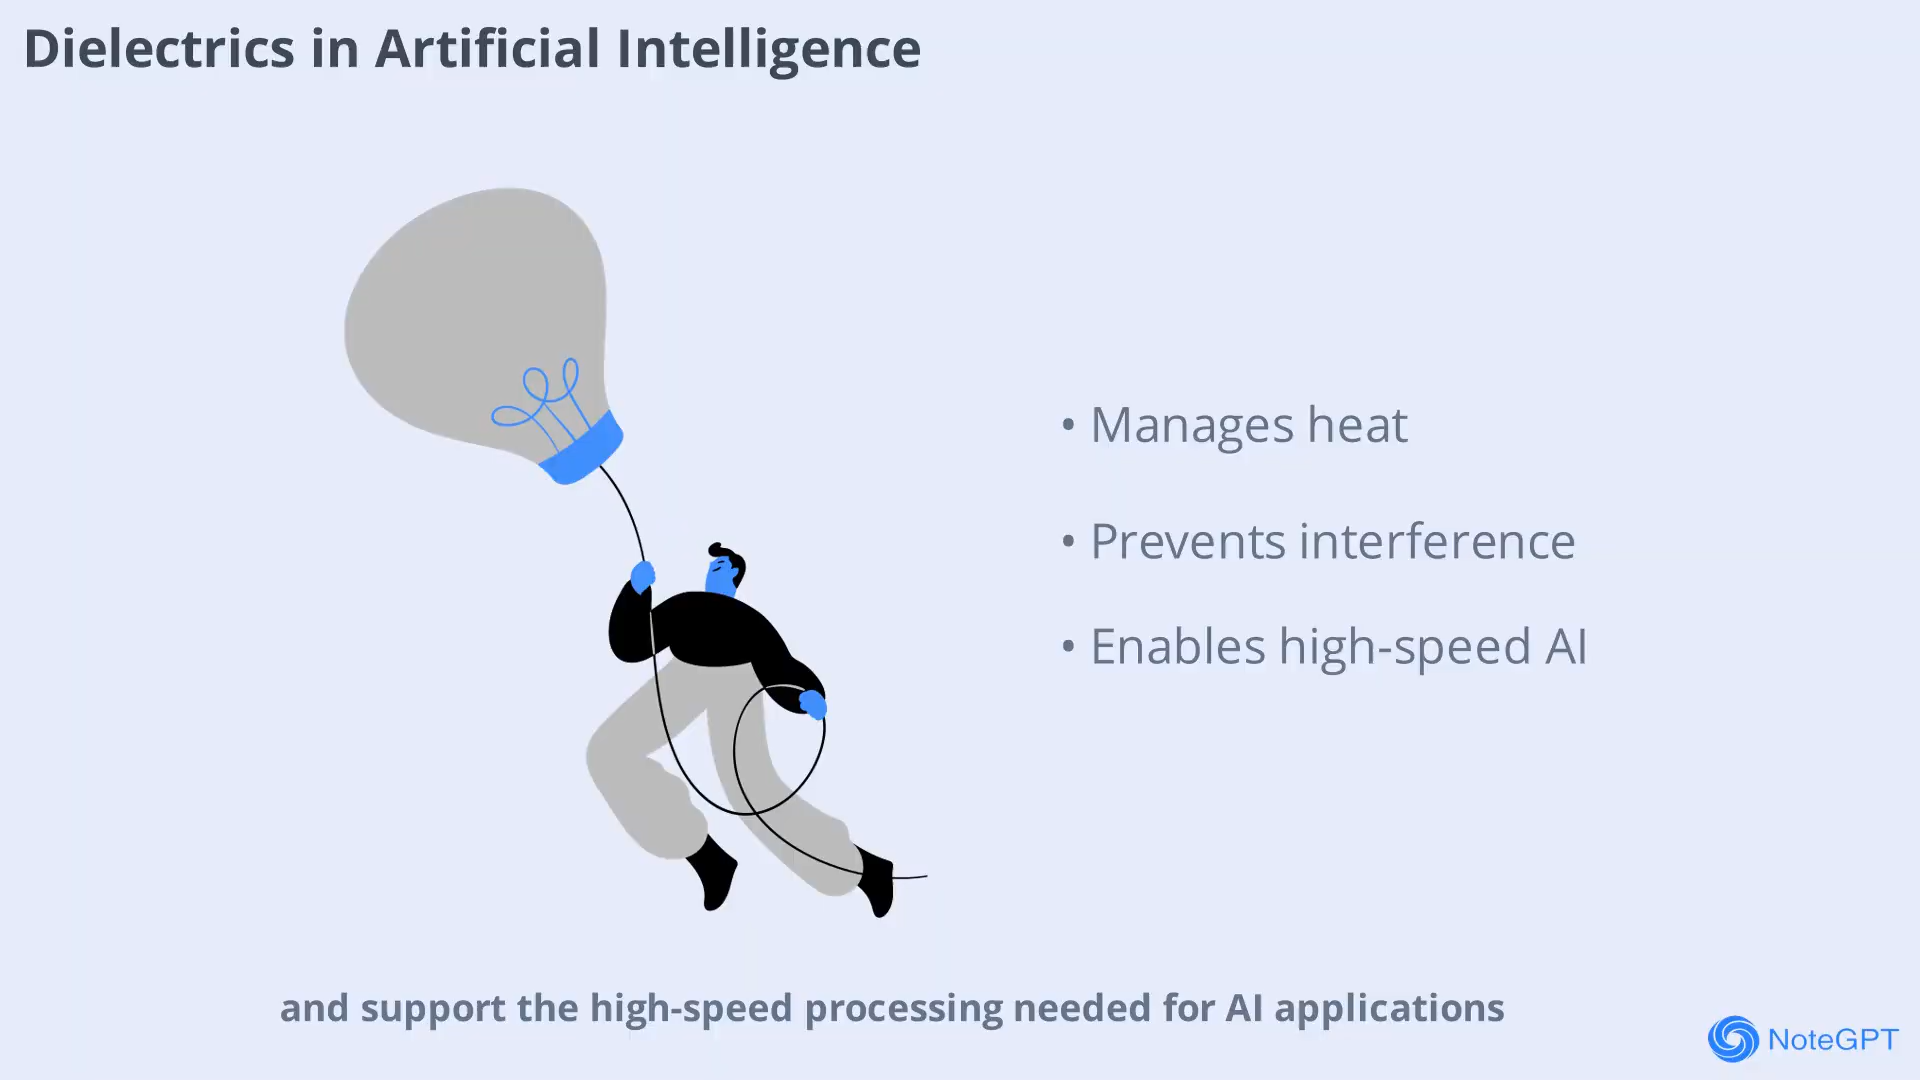 Dielectrics in Artificial Intelligence
• Manages heat
• Prevents interference
• Enables high-speed AI
and support the high-speed processing needed for AI applications
NoteGPT